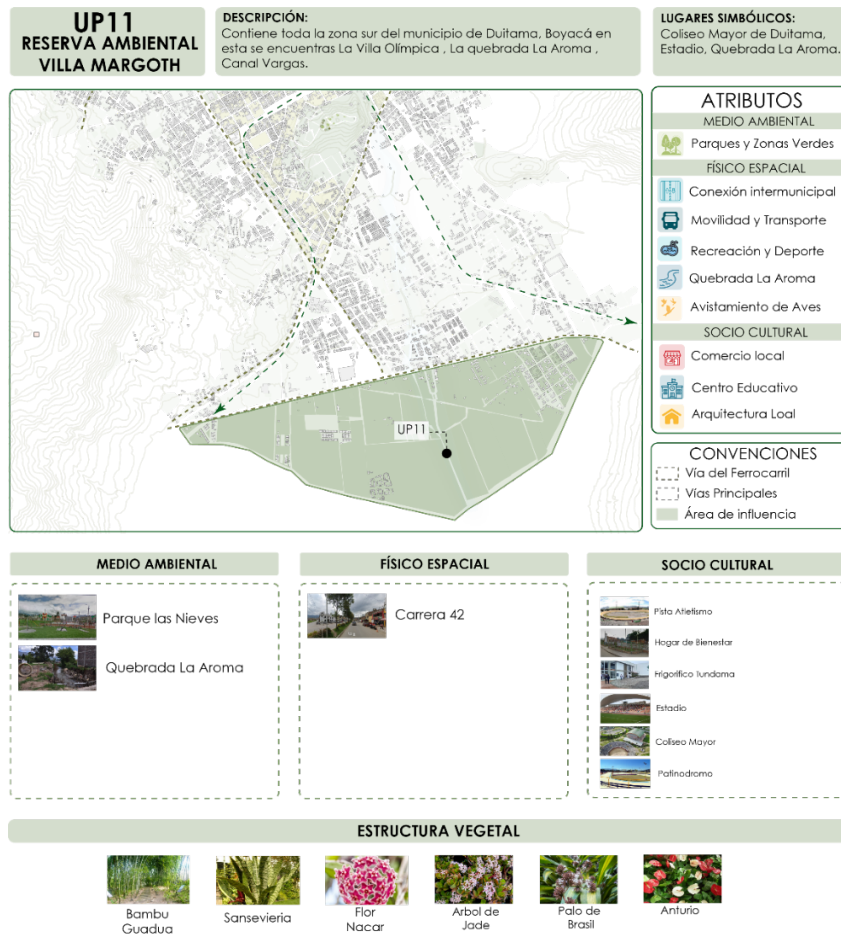 UP11
RESERVA AMBIENTAL
VILLA MARGOTH
DESCRIPCIÓN:
Contiene toda la zona sur del municipio de Duitama, Boyacá en
esta se encuentras La Villa Olímpica , La quebrada La Aroma ,
Canal Vargas.
LUGARES SIMBÓLICOS:
Coliseo Mayor de Duitama,
Estadio, Quebrada La Aroma.
UP11
ATRIBUTOS
MEDIO AMBIENTAL
Parques y Zonas Verdes
FÍSICO ESPACIAL
Conexión intermunicipal
Movilidad y Transporte
Recreación y Deporte
Quebrada La Aroma
Avistamiento de Aves
SOCIO CULTURAL
Comercio local
Centro Educativo
Arquitectura Loal
CONVENCIONES
Vía del Ferrocarril
Vías Principales
Área de influencia
MEDIO AMBIENTAL
Parque las Nieves
Quebrada La Aroma
FÍSICO ESPACIAL
Carrera 42
SOCIO CULTURAL
Pista Atletismo
Hogar de Bienestar
Frigorífico Tundama
Estadio
Coliseo Mayor
Patinodromo
ESTRUCTURA VEGETAL
Bambu
Guadua
Sansevieria
Flor
Nacar
Arbol de
Jade
Palo de
Brasil
Anturio